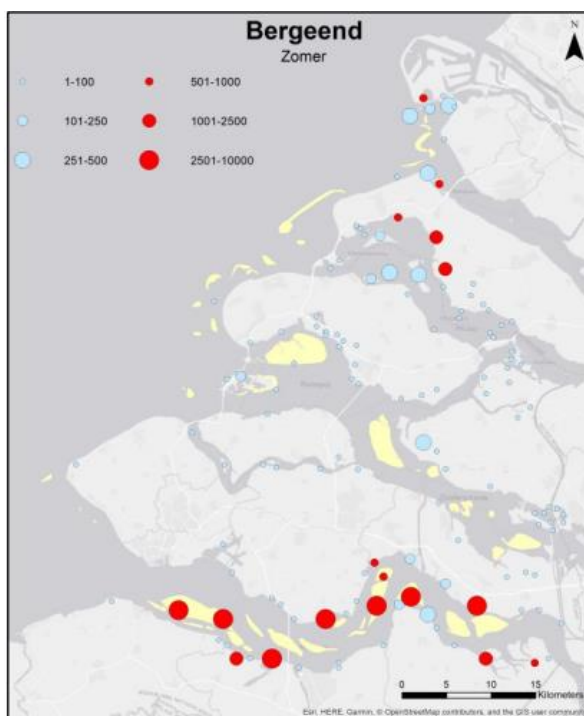 Bergeend
Zomer
N
1-100
501-1000
101-250
1001-2500
251-500
2501-10000
0 5 10 15
Kilometers
Esri, HERE, Garmin, © OpenStreetMap contributors, and the GIS user communit